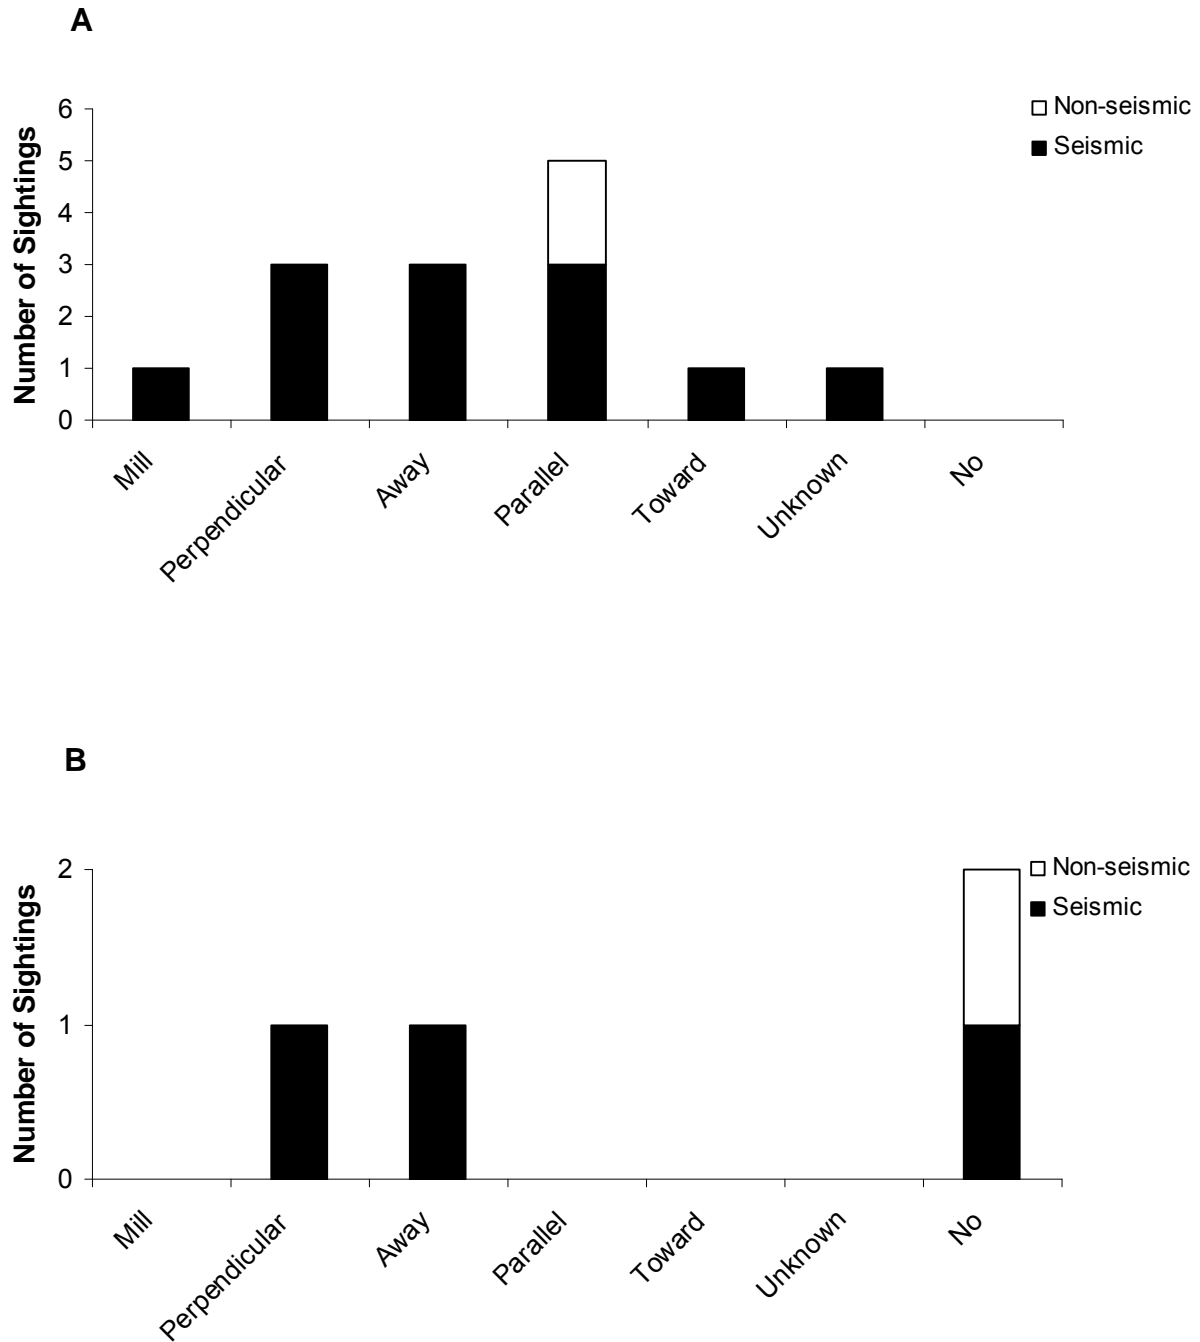 A
Number of Sightings
6
5
4
3
2
1
0
Non-seismic
Seismic
Mill
Perpendicular
Away
Parallel
Toward
Unknown
No
B
Number of Sightings
2
1
0
Non-seismic
Seismic
Mill
Perpendicular
Away
Parallel
Toward
Unknown
No